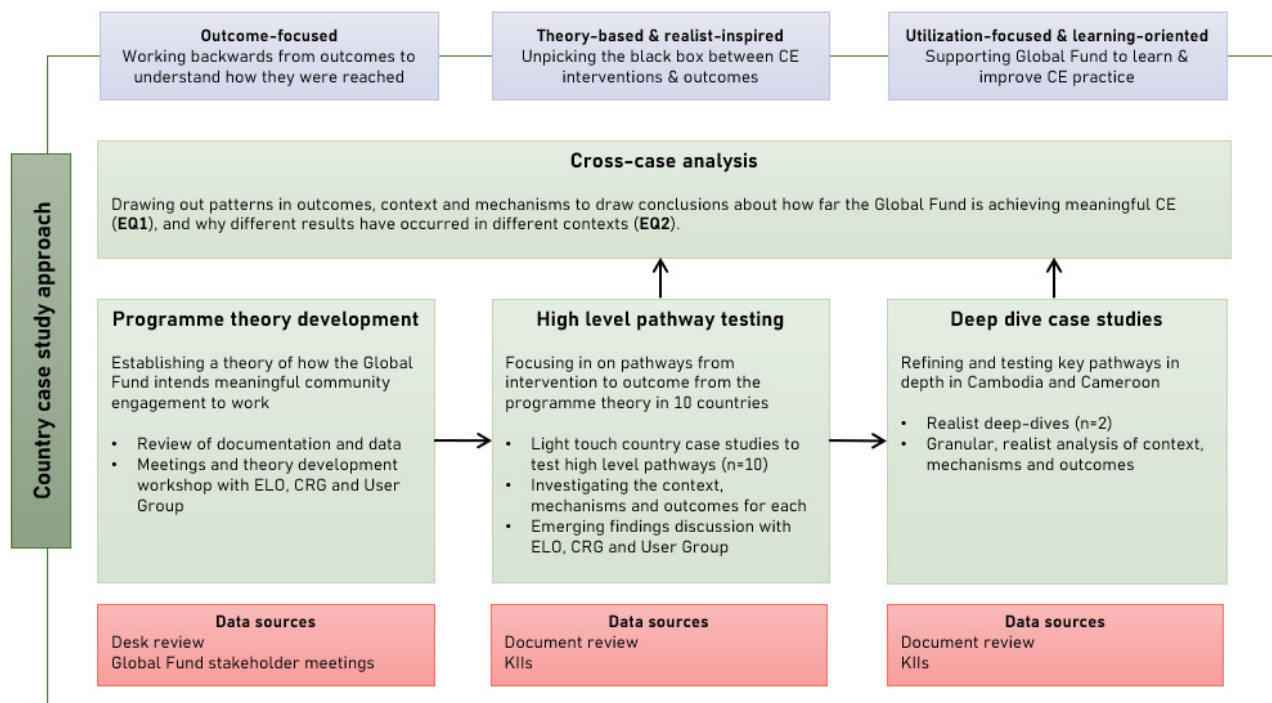 Outcome-focused
Working backwards from outcomes to
understand how they were reached
Theory-based & realist-inspired
Unpicking the black box between CE
interventions & outcomes
Utilization-focused & learning-oriented
Supporting Global Fund to learn &
improve CE practice
Country case study approach
Cross-case analysis
Drawing out patterns in outcomes, context and mechanisms to draw conclusions about how far the Global Fund is achieving meaningful CE
(EQ1), and why different results have occurred in different contexts (EQ2).
Programme theory development
Establishing a theory of how the Global
Fund intends meaningful community
engagement to work
• Review of documentation and data
• Meetings and theory development
workshop with ELO, CRG and User
Group
High level pathway testing
Focusing in on pathways from
intervention to outcome from the
programme theory in 10 countries
• Light touch country case studies to
test high level pathways (n=10)
• Investigating the context,
mechanisms and outcomes for each
• Emerging findings discussion with
ELO, CRG and User Group
Deep dive case studies
Refining and testing key pathways in
depth in Cambodia and Cameroon
• Realist deep-dives (n=2)
• Granular, realist analysis of context,
mechanisms and outcomes
Data sources
Desk review
Global Fund stakeholder meetings
Data sources
Document review
KIIs
Data sources
Document review
KIIs